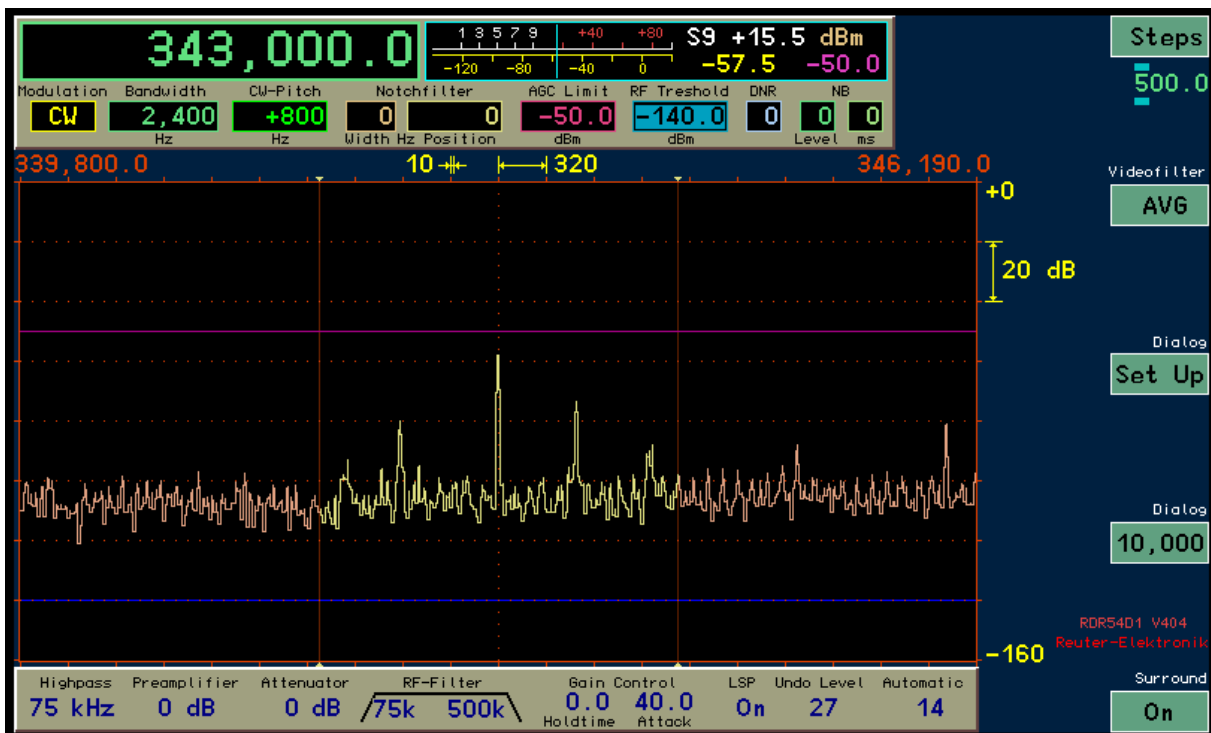 343,000.0
1 3 5 7 9 +40 +80
-120 -80 -40 0
S9 +15.5 dBm
-57.5 -50.0
Steps
500.0
Modulation Bandwidth CW-Pitch Notchfilter AGC Limit RF Treshold DNR NB
CW 2,400 +800 0 0 -50.0 -140.0 0 0 0
Hz Hz Width Hz Position dBm dBm Level ms
339,800.0 10 320 346,190.0
+0
20 dB
-160
Videofilter
AVG
Dialog
Set Up
Dialog
10,000
RDR54D1 V404
Reuter-Elektronik
Highpass Preamplifier Attenuator RF-Filter Gain Control LSP Undo Level Automatic
75 kHz 0 dB 0 dB 75k 500k 0.0 40.0 On 27 14
Holdtime Attack
Surround
On